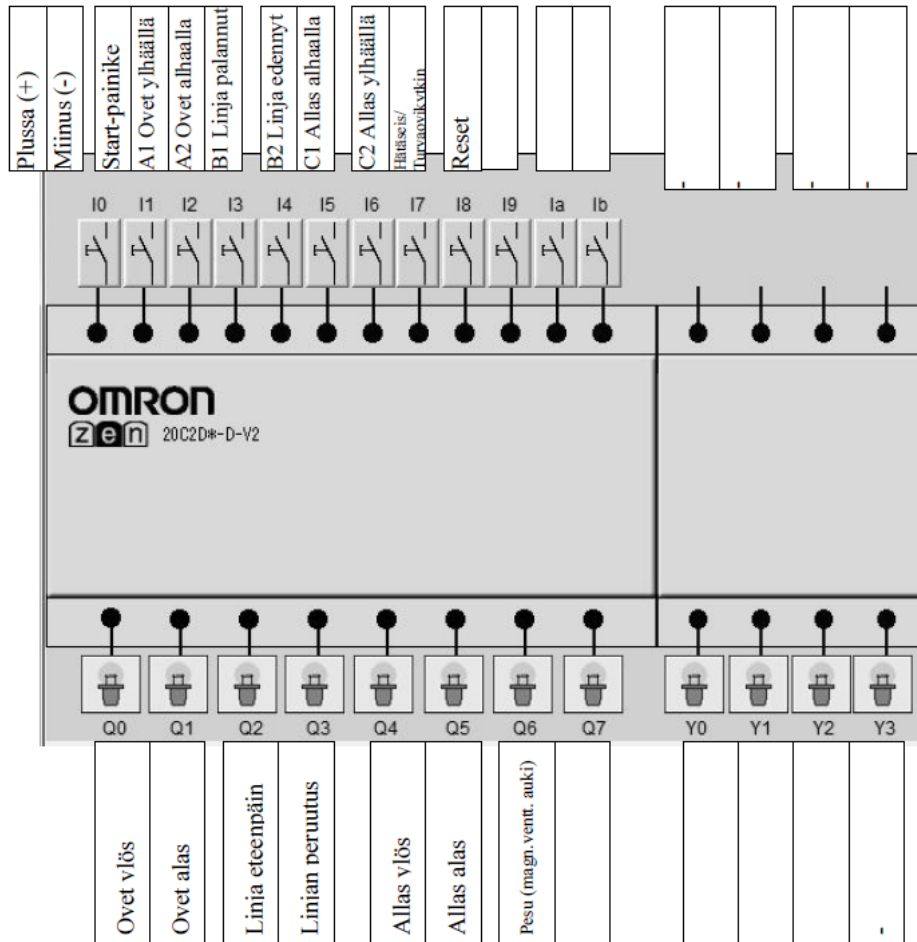 Plussa (+)
Miinus (-)
Start-painike
A1 Ovet ylhäällä
A2 Ovet alhaalla
B1 Linja palannut
B2 Linja edennyt
C1 Allas alhaalla
C2 Allas ylhäällä
Hätäseis/
Turvaovikytkin
Reset
-
-
-
-
I0 I1 I2 I3 I4 I5 I6 I7 I8 I9 Ia Ib
OMRON
zen 20C2D*-D-V2
Q0 Q1 Q2 Q3 Q4 Q5 Q6 Q7 Y0 Y1 Y2 Y3
Ovet ylös
Ovet alas
Linja eteenpäin
Linjan peruutus
Allas ylös
Allas alas
Pesu (magn.ventt. auki)
-